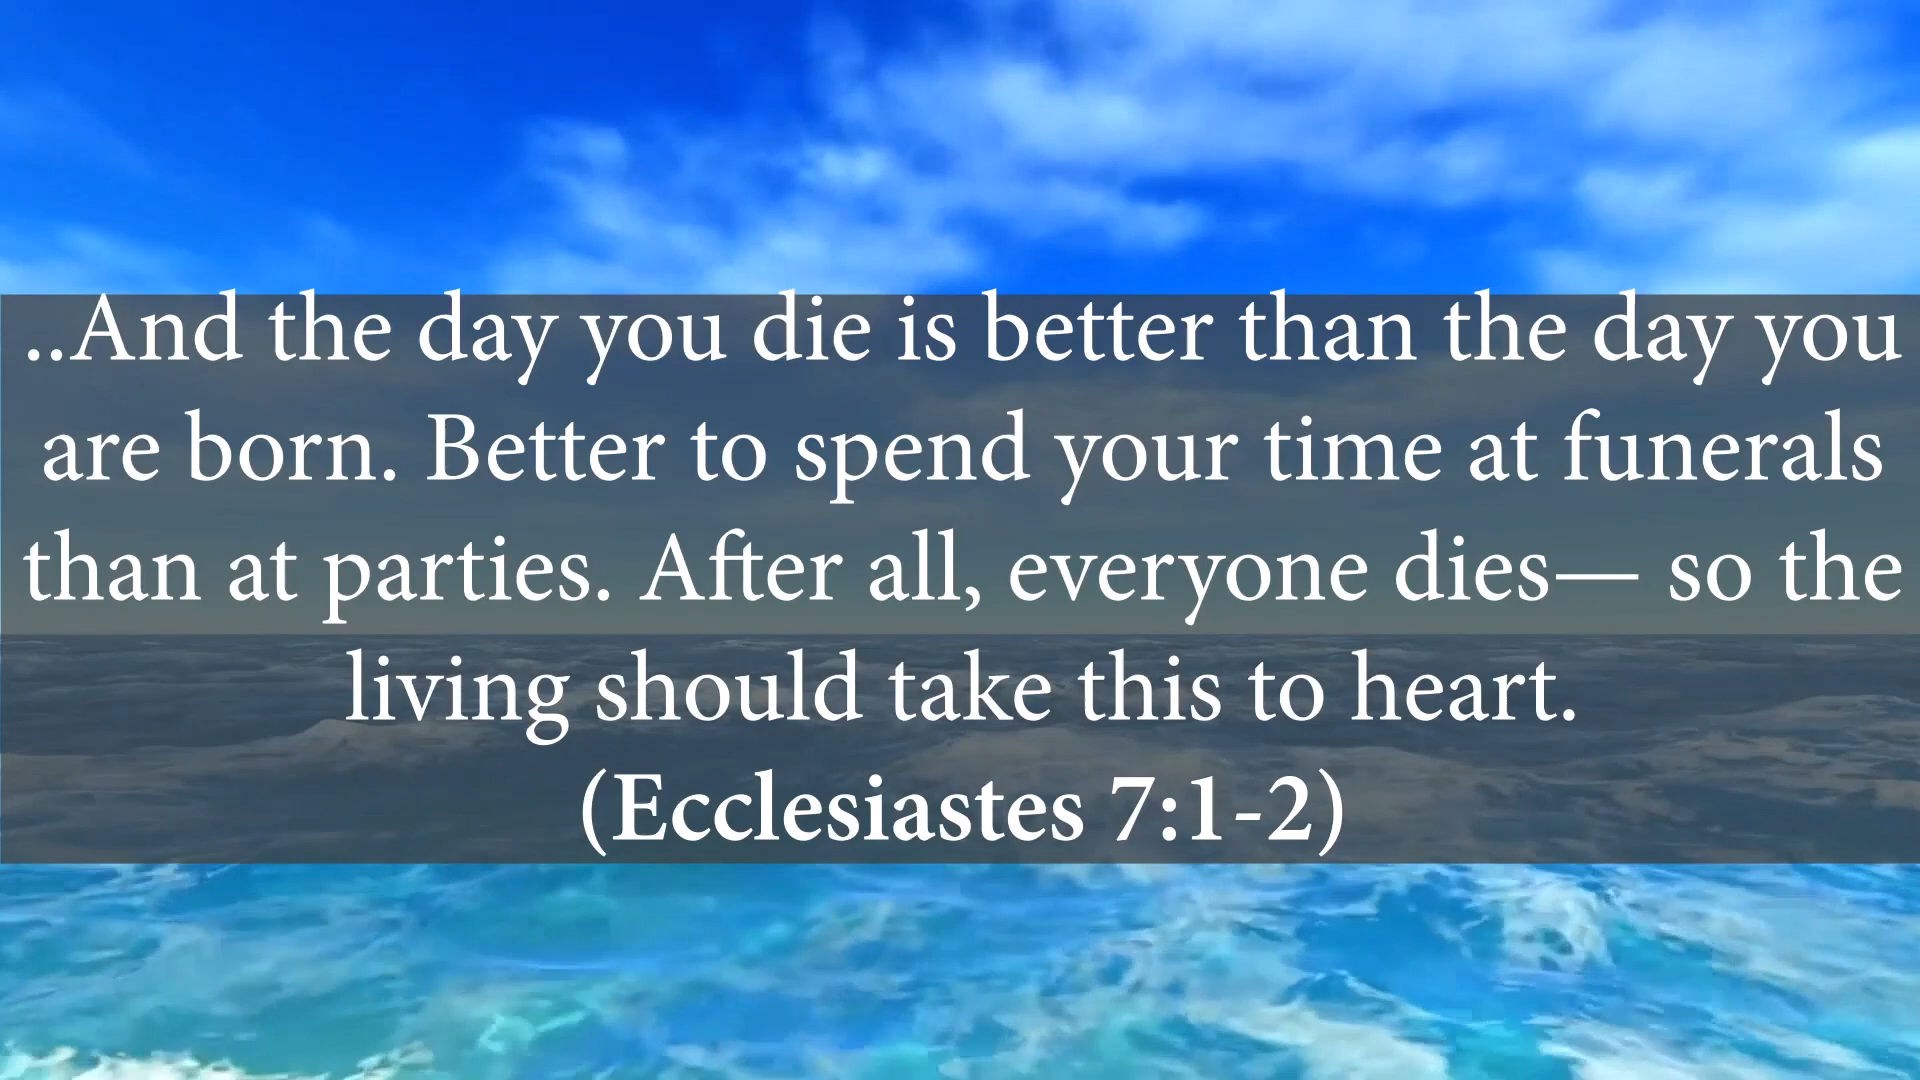 ..And the day you die is better than the day you
are born. Better to spend your time at funerals
than at parties. After all, everyone dies— so the
living should take this to heart.
(Ecclesiastes 7:1-2)